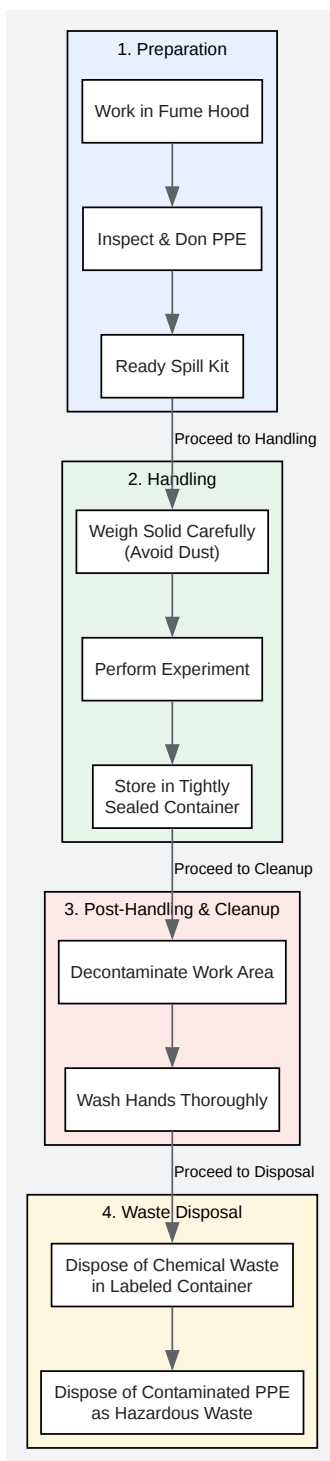 1. Preparation
Work in Fume Hood
Inspect & Don PPE
Ready Spill Kit
Proceed to Handling
2. Handling
Weigh Solid Carefully
(Avoid Dust)
Perform Experiment
Store in Tightly
Sealed Container
Proceed to Cleanup
3. Post-Handling & Cleanup
Decontaminate Work Area
Wash Hands Thoroughly
Proceed to Disposal
4. Waste Disposal
Dispose of Chemical Waste
in Labeled Container
Dispose of Contaminated PPE
as Hazardous Waste